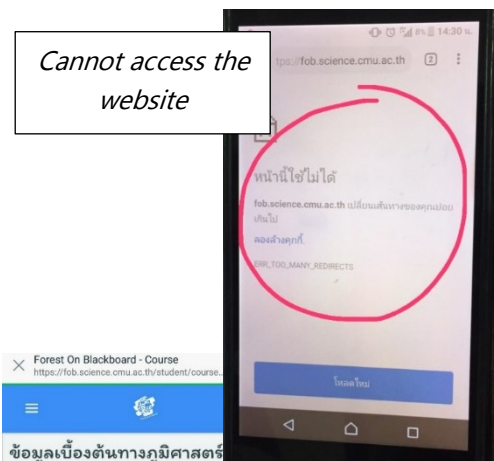 Cannot access the
website
14:30 น.
tps://fob.science.cmu.ac.th
2
หน้านี้ใช้ไม่ได้
fob.science.cmu.ac.th เปลี่ยนเส้นทางของคุณบ่อย
เกินไป
ลองล้างคุกกี้
ERR_TOO_MANY_REDIRECTS
โหลดใหม่
Forest On Blackboard - Course
https://fob.science.cmu.ac.th/student/course...
ข้อมูลเบื้องต้นทางภูมิศาสตร์